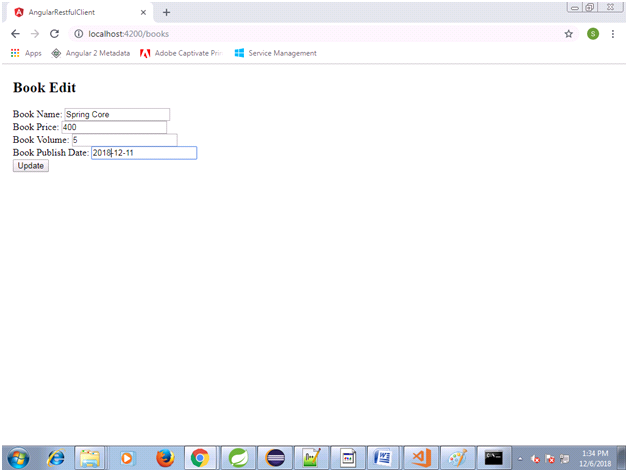 AngularRestfulClient
localhost:4200/books
Apps Angular 2 Metadata Adobe Captivate Prin Service Management
S
Book Edit
Book Name: Spring Core
Book Price: 400
Book Volume: 5
Book Publish Date: 2018-12-11
Update
1:34 PM
12/6/2018